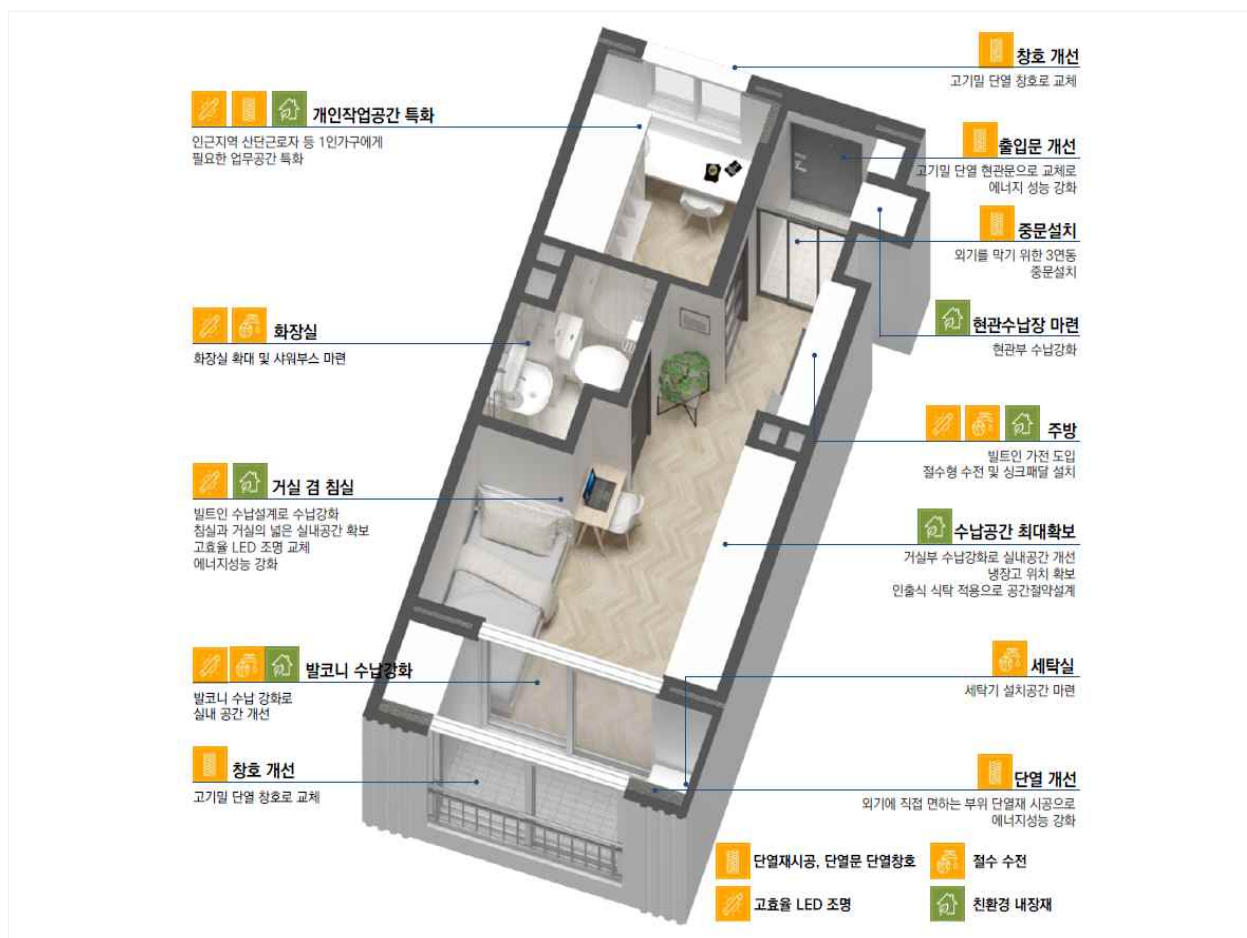 창호 개선
고기밀 단열 창호로 교체
개인작업공간 특화
인근지역 산단근로자 등 1인가구에게
필요한 업무공간 특화
출입문 개선
고기밀 단열 현관문으로 교체로
에너지 성능 강화
중문설치
외기를 막기 위한 3연동
중문설치
현관수납장 마련
현관부 수납강화
화장실
화장실 확대 및 샤워부스 마련
주방
빌트인 가전 도입
절수형 수전 및 싱크패달 설치
거실 겸 침실
빌트인 수납설계로 수납강화
침실과 거실의 넓은 실내공간 확보
고효율 LED 조명 교체
에너지성능 강화
수납공간 최대확보
거실부 수납강화로 실내공간 개선
냉장고 위치 확보
인출식 식탁 적용으로 공간절약설계
발코니 수납강화
발코니 수납 강화로
실내 공간 개선
세탁실
세탁기 설치공간 마련
창호 개선
고기밀 단열 창호로 교체
단열 개선
외기에 직접 면하는 부위 단열재 시공으로
에너지성능 강화
단열재시공, 단열문 단열창호
절수 수전
고효율 LED 조명
친환경 내장재